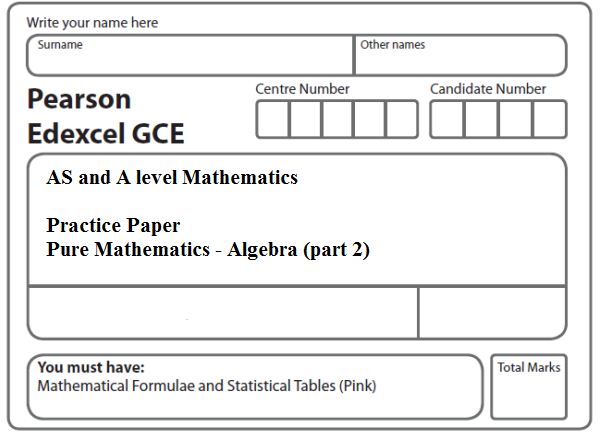 Write your name here
Surname
Other names
Pearson
Edexcel GCE
Centre Number
Candidate Number
AS and A level Mathematics
Practice Paper
Pure Mathematics - Algebra (part 2)
You must have:
Mathematical Formulae and Statistical Tables (Pink)
Total Marks